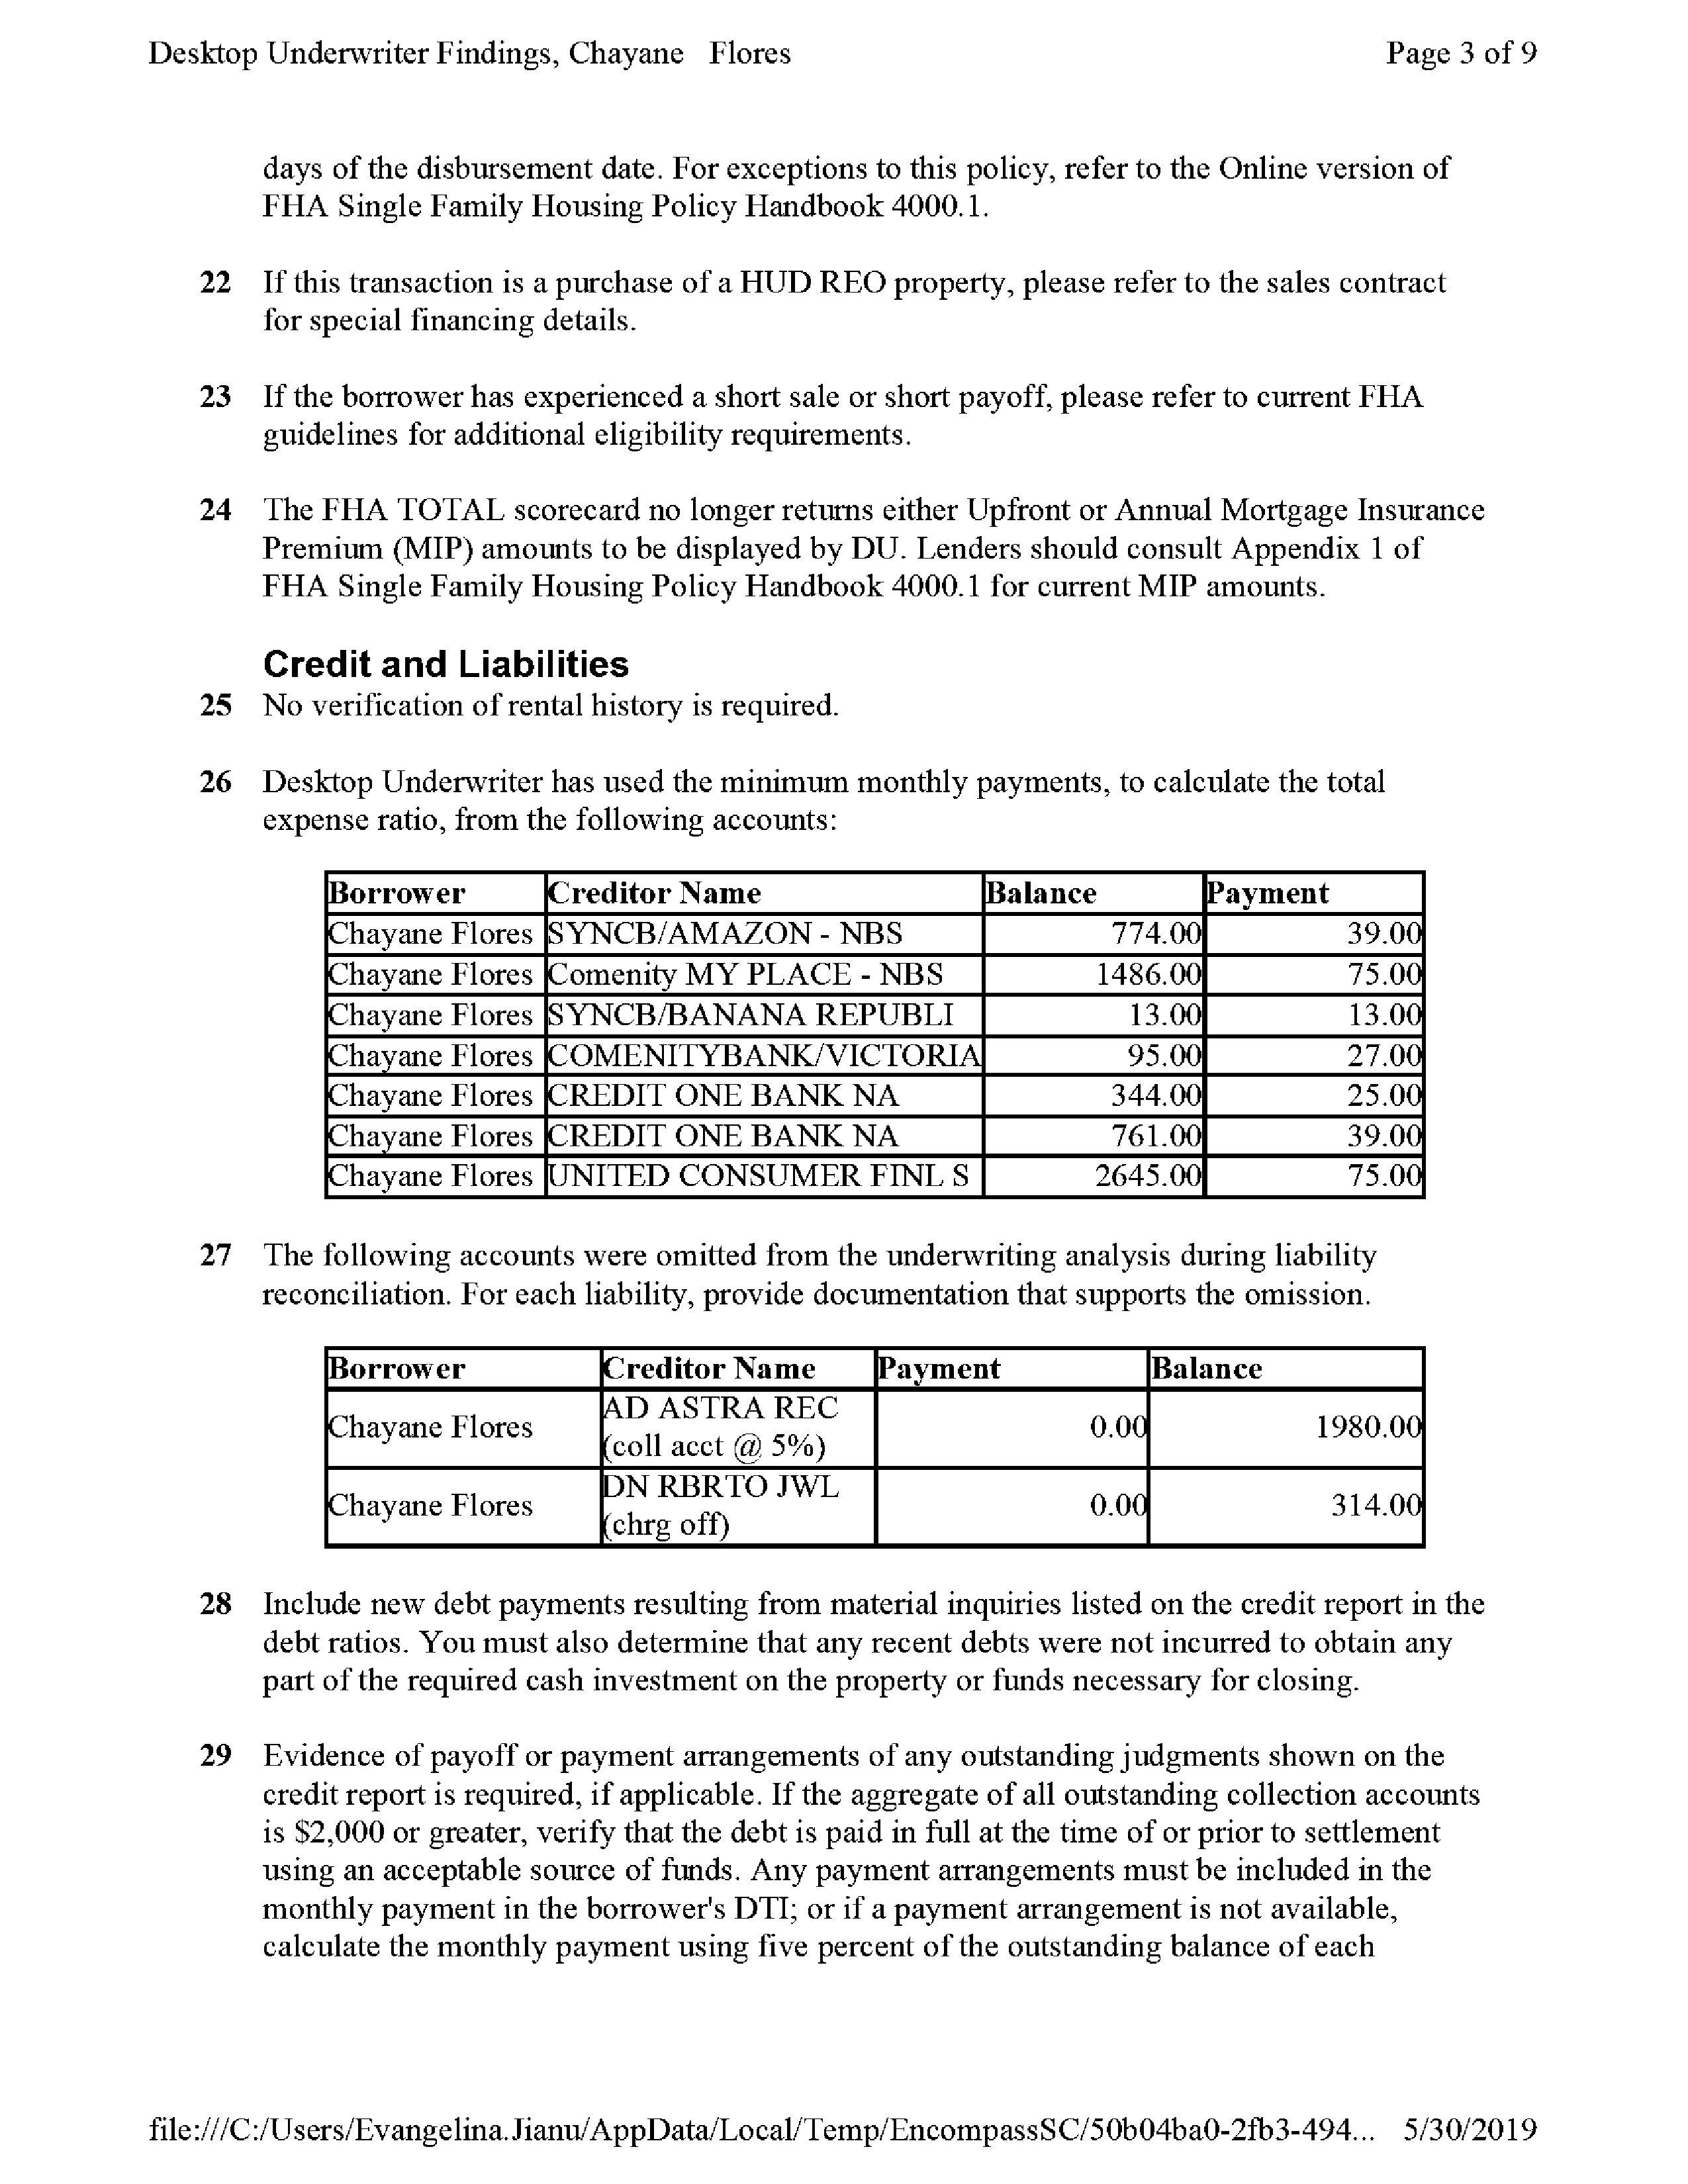 Desktop Underwriter Findings, Chayane Flores Page 3 of 9
days of the disbursement date. For exceptions to this policy, refer to the Online version of
FHA Single Family Housing Policy Handbook 4000.1.
22 If this transaction is a purchase of a HUD REO property, please refer to the sales contract
for special financing details.
23 If the borrower has experienced a short sale or short payoff, please refer to current FHA
guidelines for additional eligibility requirements.
24 The FHA TOTAL scorecard no longer returns either Upfront or Annual Mortgage Insurance
Premium (MIP) amounts to be displayed by DU. Lenders should consult Appendix 1 of
FHA Single Family Housing Policy Handbook 4000.1 for current MIP amounts.
Credit and Liabilities
25 No verification of rental history is required.
26 Desktop Underwriter has used the minimum monthly payments, to calculate the total
expense ratio, from the following accounts:
Borrower Creditor Name Balance Payment
Chayane Flores SYNCB/AMAZON - NBS 774.00 39.00
Chayane Flores Comenity MY PLACE - NBS 1486.00 75.00
Chayane Flores SYNCB/BANANA REPUBLI 13.00 13.00
Chayane Flores COMENITYBANK/VICTORIA 95.00 27.00
Chayane Flores CREDIT ONE BANK NA 344.00 25.00
Chayane Flores CREDIT ONE BANK NA 761.00 39.00
Chayane Flores UNITED CONSUMER FINL S 2645.00 75.00
27 The following accounts were omitted from the underwriting analysis during liability
reconciliation. For each liability, provide documentation that supports the omission.
Borrower Creditor Name Payment Balance
Chayane Flores AD ASTRA REC 0.00 1980.00
(coll acct @ 5%)
Chayane Flores DN RBRTO JWL 0.00 314.00
(chrg off)
28 Include new debt payments resulting from material inquiries listed on the credit report in the
debt ratios. You must also determine that any recent debts were not incurred to obtain any
part of the required cash investment on the property or funds necessary for closing.
29 Evidence of payoff or payment arrangements of any outstanding judgments shown on the
credit report is required, if applicable. If the aggregate of all outstanding collection accounts
is $2,000 or greater, verify that the debt is paid in full at the time of or prior to settlement
using an acceptable source of funds. Any payment arrangements must be included in the
monthly payment in the borrower's DTI; or if a payment arrangement is not available,
calculate the monthly payment using five percent of the outstanding balance of each
file:///C:/Users/Evangelina.Jianu/AppData/Local/Temp/EncompassSC/50b04ba0-2fb3-494... 5/30/2019